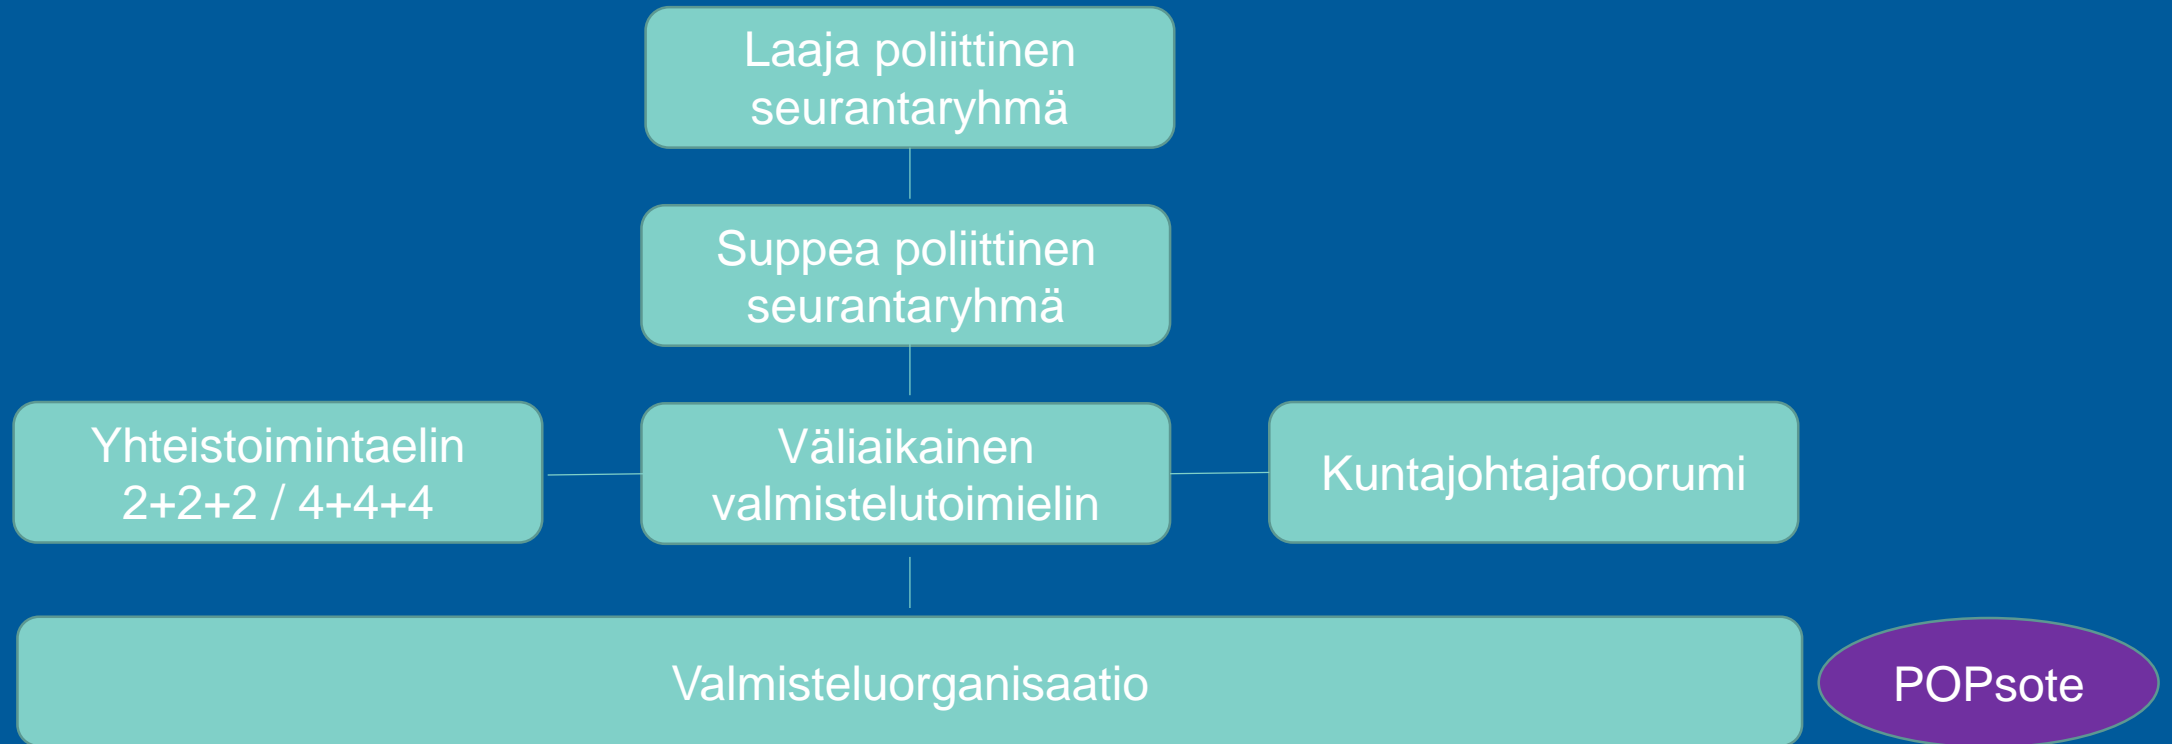 Laaja poliittinen
seurantaryhmä
Suppea poliittinen
seurantaryhmä
Yhteistoimintaelin
2+2+2 / 4+4+4
Väliaikainen
valmistelutoimielin
Kuntajohtajafoorumi
Valmisteluorganisaatio
POPsote